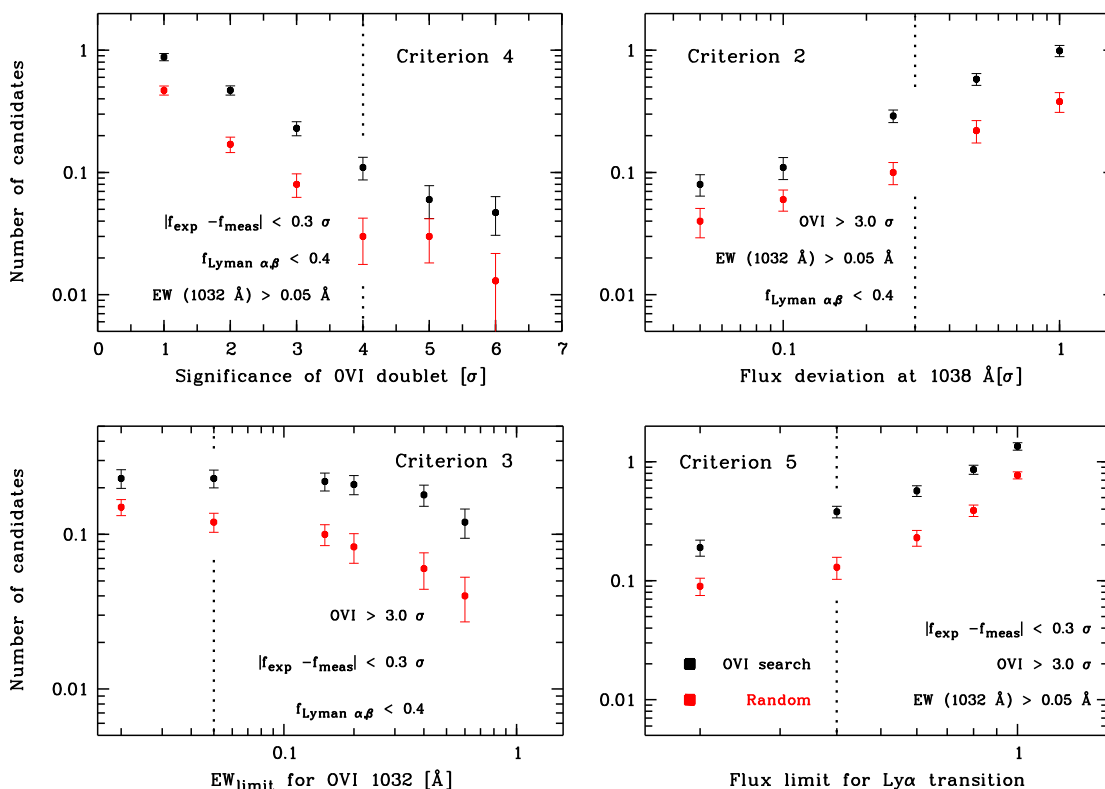 Criterion 4
Number of candidates
1
0.1
0.01
|f_exp −f_meas| < 0.3 σ
f_Lyman α,β < 0.4
EW (1032 Å) > 0.05 Å
0 1 2 3 4 5 6 7
Significance of OVI doublet [σ]
Criterion 2
1
0.1
0.01
OVI > 3.0 σ
EW (1032 Å) > 0.05 Å
f_Lyman α,β < 0.4
0.1 1
Flux deviation at 1038 Å[σ]
Criterion 3
Number of candidates
0.1
0.01
OVI > 3.0 σ
|f_exp −f_meas| < 0.3 σ
f_Lyman α,β < 0.4
0.1 1
EW_limit for OVI 1032 [Å]
Criterion 5
1
0.1
0.01
|f_exp −f_meas| < 0.3 σ
OVI search
OVI > 3.0 σ
Random
EW (1032 Å) > 0.05 Å
1
Flux limit for Lyα transition